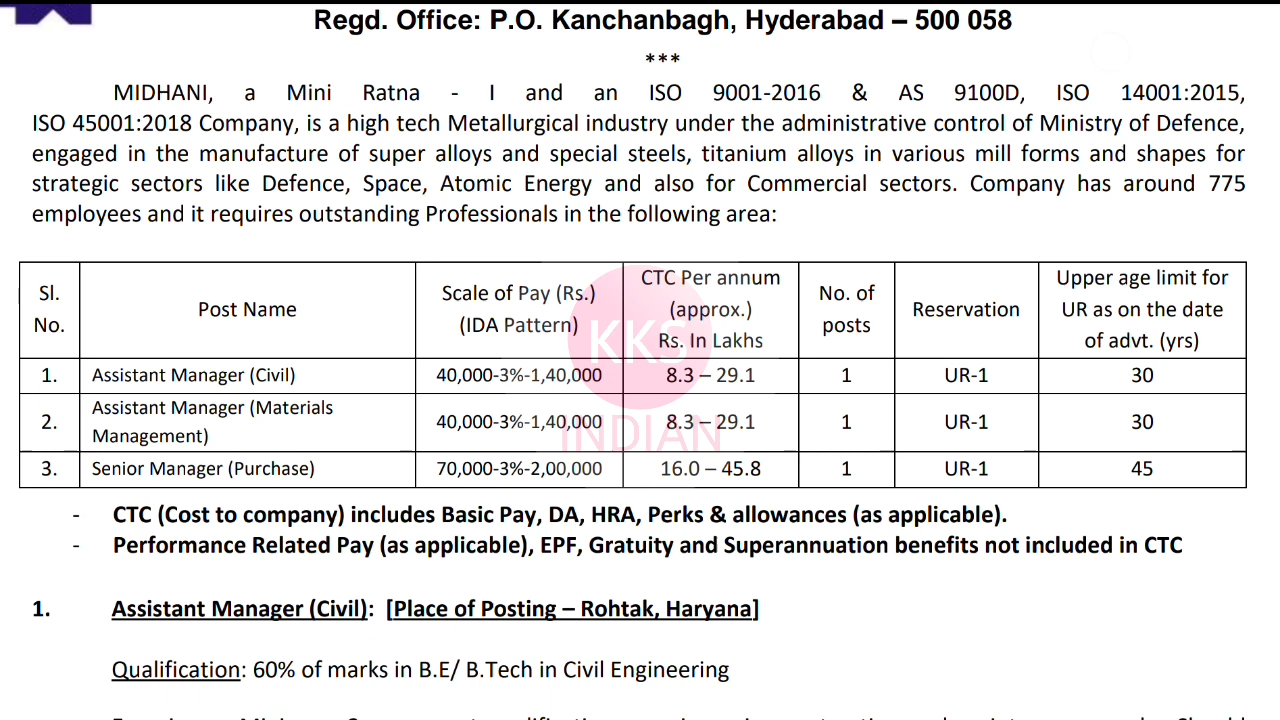 Regd. Office: P.O. Kanchanbagh, Hyderabad – 500 058
***
MIDHANI, a Mini Ratna - I and an ISO 9001-2016 & AS 9100D, ISO 14001:2015,
ISO 45001:2018 Company, is a high tech Metallurgical industry under the administrative control of Ministry of Defence,
engaged in the manufacture of super alloys and special steels, titanium alloys in various mill forms and shapes for
strategic sectors like Defence, Space, Atomic Energy and also for Commercial sectors. Company has around 775
employees and it requires outstanding Professionals in the following area:
Sl. No. Post Name Scale of Pay (Rs.) (IDA Pattern) CTC Per annum (approx.) Rs. In Lakhs No. of posts Reservation Upper age limit for UR as on the date of advt. (yrs)
1. Assistant Manager (Civil) 40,000-3%-1,40,000 8.3 – 29.1 1 UR-1 30
2. Assistant Manager (Materials Management) 40,000-3%-1,40,000 8.3 – 29.1 1 UR-1 30
3. Senior Manager (Purchase) 70,000-3%-2,00,000 16.0 – 45.8 1 UR-1 45
KKS
INDIAN
- CTC (Cost to company) includes Basic Pay, DA, HRA, Perks & allowances (as applicable).
- Performance Related Pay (as applicable), EPF, Gratuity and Superannuation benefits not included in CTC
1. Assistant Manager (Civil): [Place of Posting – Rohtak, Haryana]
Qualification: 60% of marks in B.E/ B.Tech in Civil Engineering